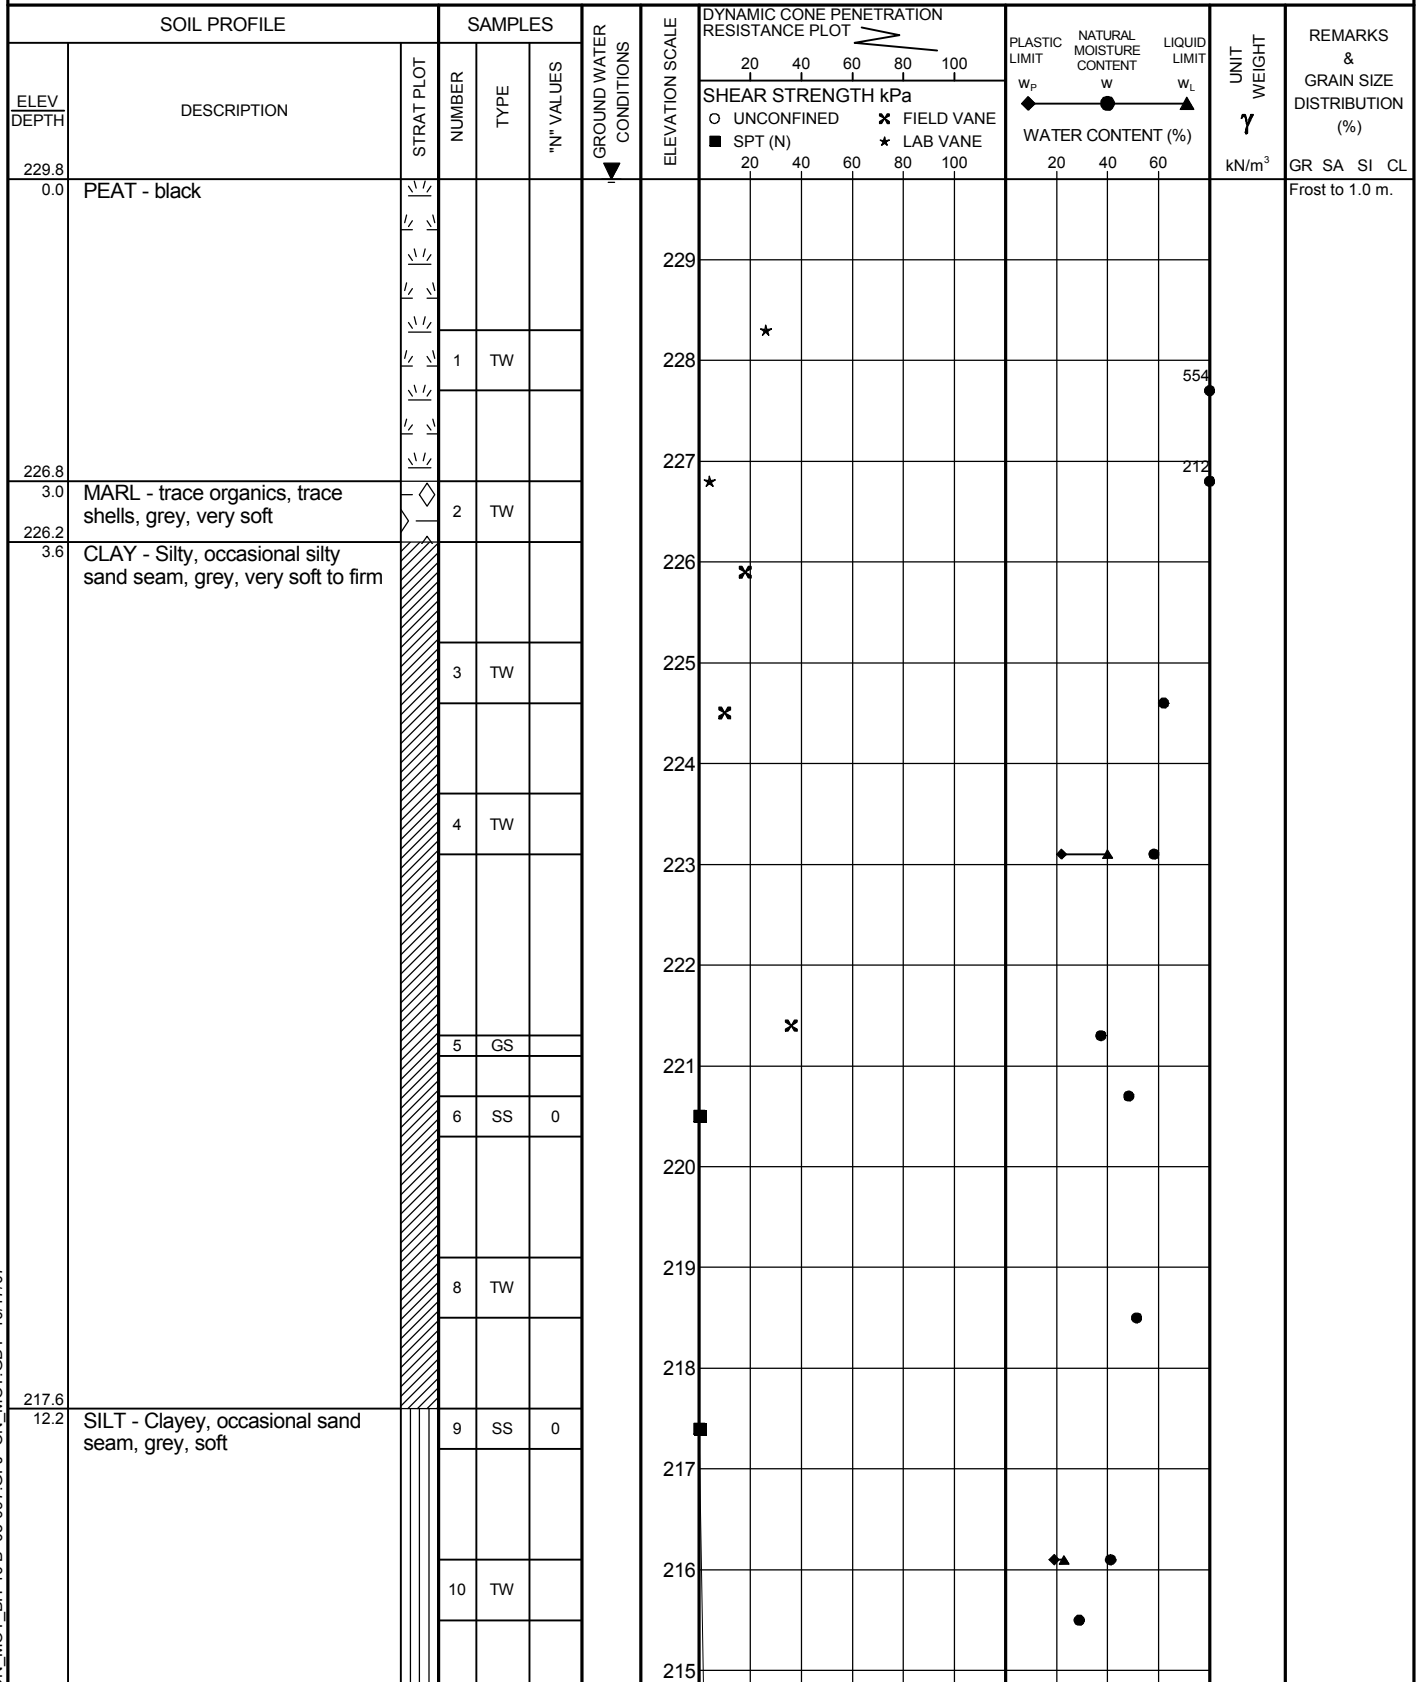 SOIL PROFILE
SAMPLES
GROUND WATER
CONDITIONS
ELEVATION SCALE
DYNAMIC CONE PENETRATION
RESISTANCE PLOT
20 40 60 80 100
SHEAR STRENGTH kPa
UNCONFINED
FIELD VANE
SPT (N)
LAB VANE
20 40 60 80 100
PLASTIC
LIMIT
NATURAL
MOISTURE
CONTENT
LIQUID
LIMIT
WP W WL
WATER CONTENT (%)
20 40 60
UNIT
WEIGHT
γ
kN/m³
REMARKS
&
GRAIN SIZE
DISTRIBUTION
(%)
GR SA SI CL
ELEV
DEPTH
DESCRIPTION
STRAT PLOT
NUMBER
TYPE
"N" VALUES
229.8
0.0
PEAT - black
Frost to 1.0 m.
229
1 TW
228
554
227
212
226.8
3.0
MARL - trace organics, trace
shells, grey, very soft
2 TW
226.2
3.6
CLAY - Silty, occasional silty
sand seam, grey, very soft to firm
226
225
3 TW
224
4 TW
223
222
5 GS
221
6 SS 0
220
219
8 TW
218
217.6
12.2
SILT - Clayey, occasional sand
seam, grey, soft
9 SS 0
217
216
10 TW
215